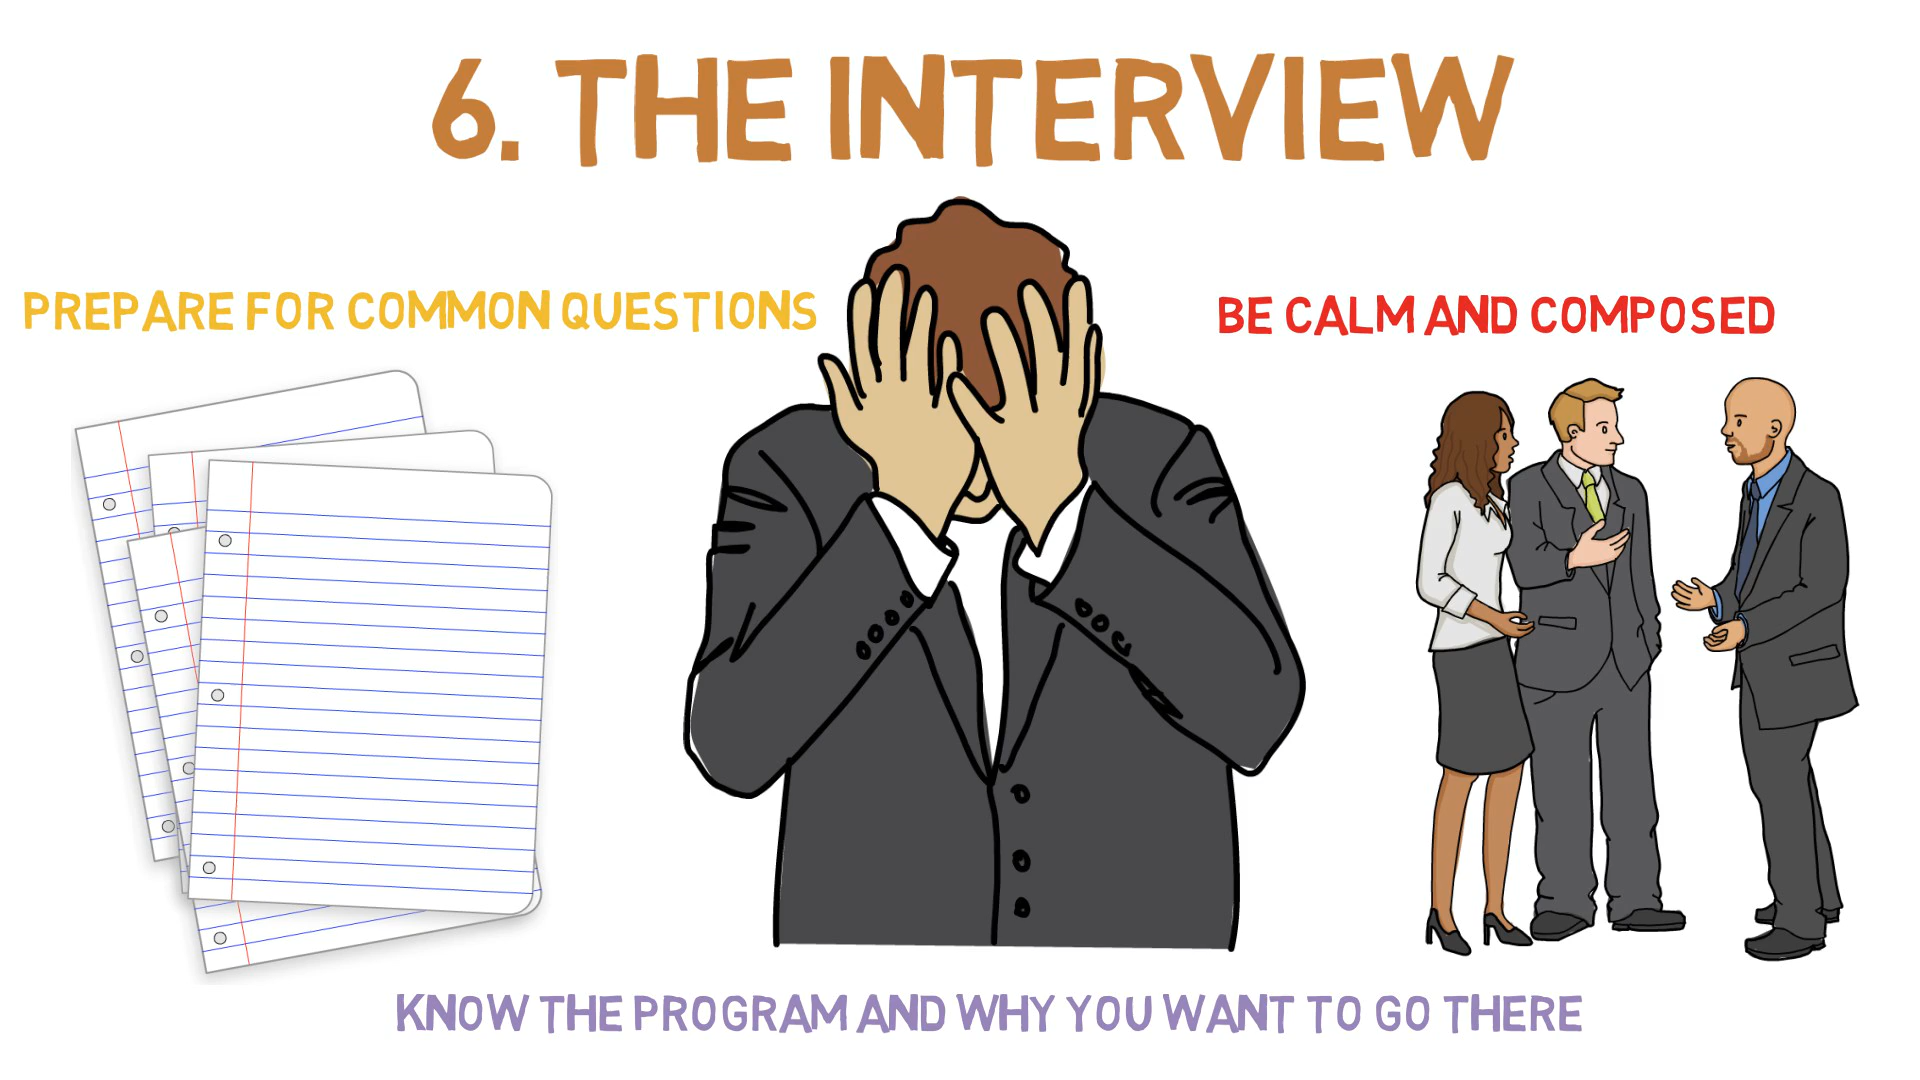 6. THE INTERVIEW
PREPARE FOR COMMON QUESTIONS
BE CALM AND COMPOSED
KNOW THE PROGRAM AND WHY YOU WANT TO GO THERE